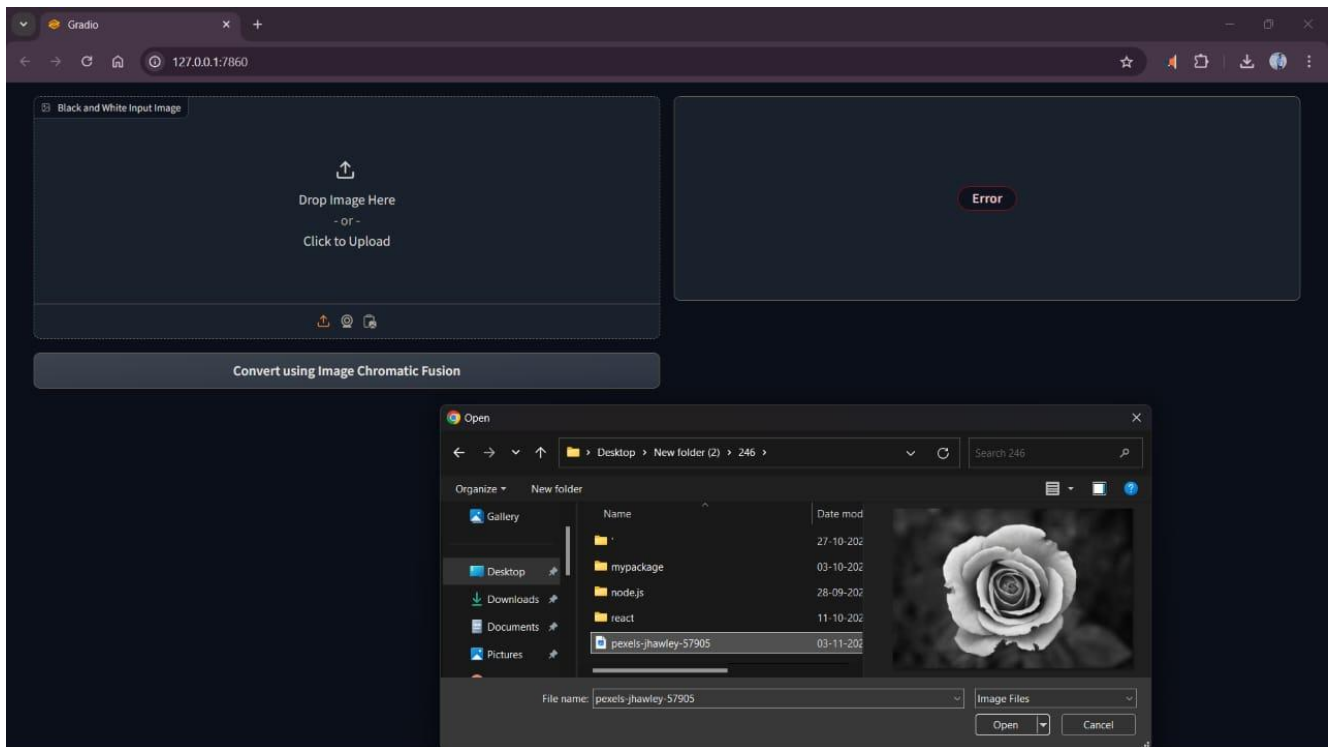 Gradio
127.0.0.1:7860
Black and White Input Image
Drop Image Here
- or -
Click to Upload
Error
Convert using Image Chromatic Fusion
Open
Desktop > New folder (2) > 246 >
Search 246
Organize
New folder
Name
Date mod
Gallery
'
27-10-202
Desktop
mypackage
03-10-202
Downloads
node.js
28-09-202
Documents
react
11-10-202
Pictures
pexels-jhawley-57905
03-11-202
File name: pexels-jhawley-57905
Image Files
Open
Cancel